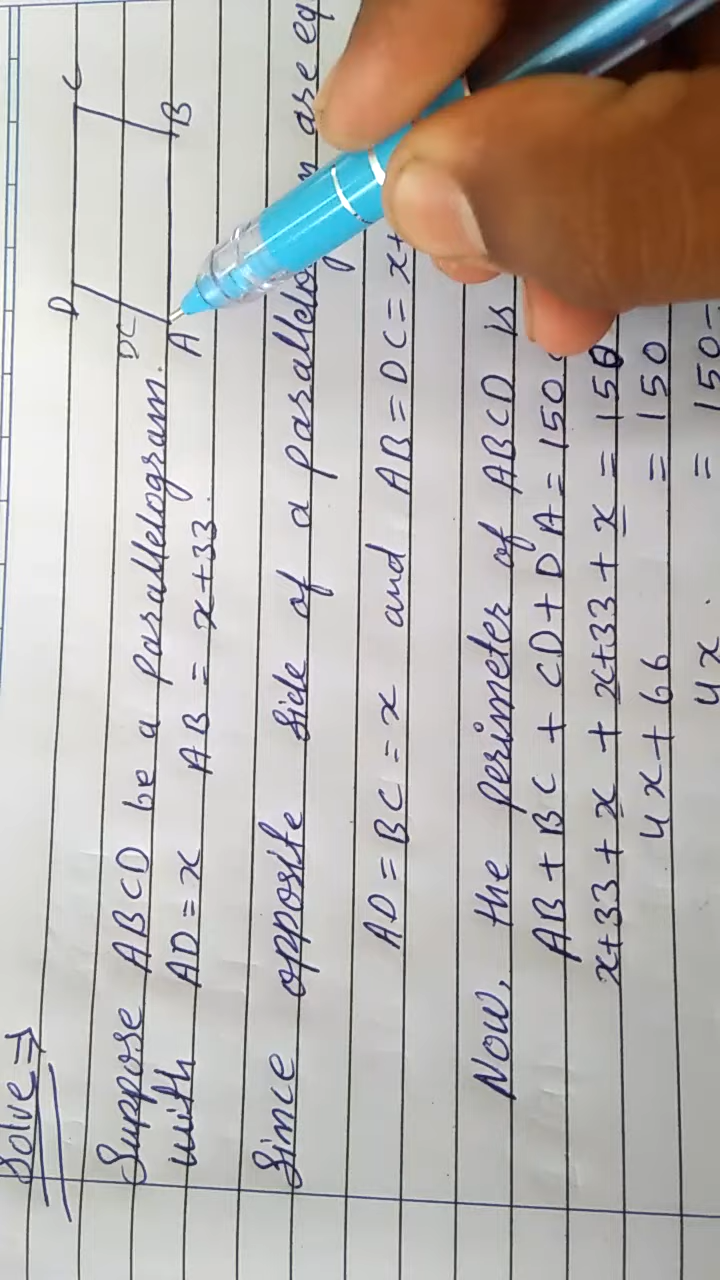 Solve ⇒
D C
A B
Suppose ABCD be a parallelogram.
with AD = x AB = x+33.
Since opposite side of a are
AD = BC = x and AB = DC = x+
Now, the perimeter of ABCD is
AB + BC + CD + DA = 150
x+33 + x + x+33 + x = 150
4x + 66 = 150
4x = 150-